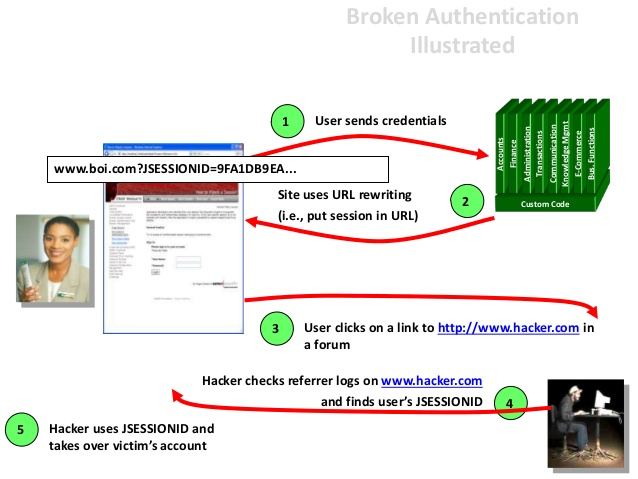 Broken Authentication
Illustrated
1
User sends credentials
www.boi.com?JSESSIONID=9FA1DB9EA...
Accounts
Finance
Administration
Transactions
Communication
Knowledge Mgmt
E-Commerce
Bus. Functions
Custom Code
Site uses URL rewriting
(i.e., put session in URL)
2
3
User clicks on a link to http://www.hacker.com in
a forum
Hacker checks referrer logs on www.hacker.com
and finds user's JSESSIONID
4
5
Hacker uses JSESSIONID and
takes over victim's account